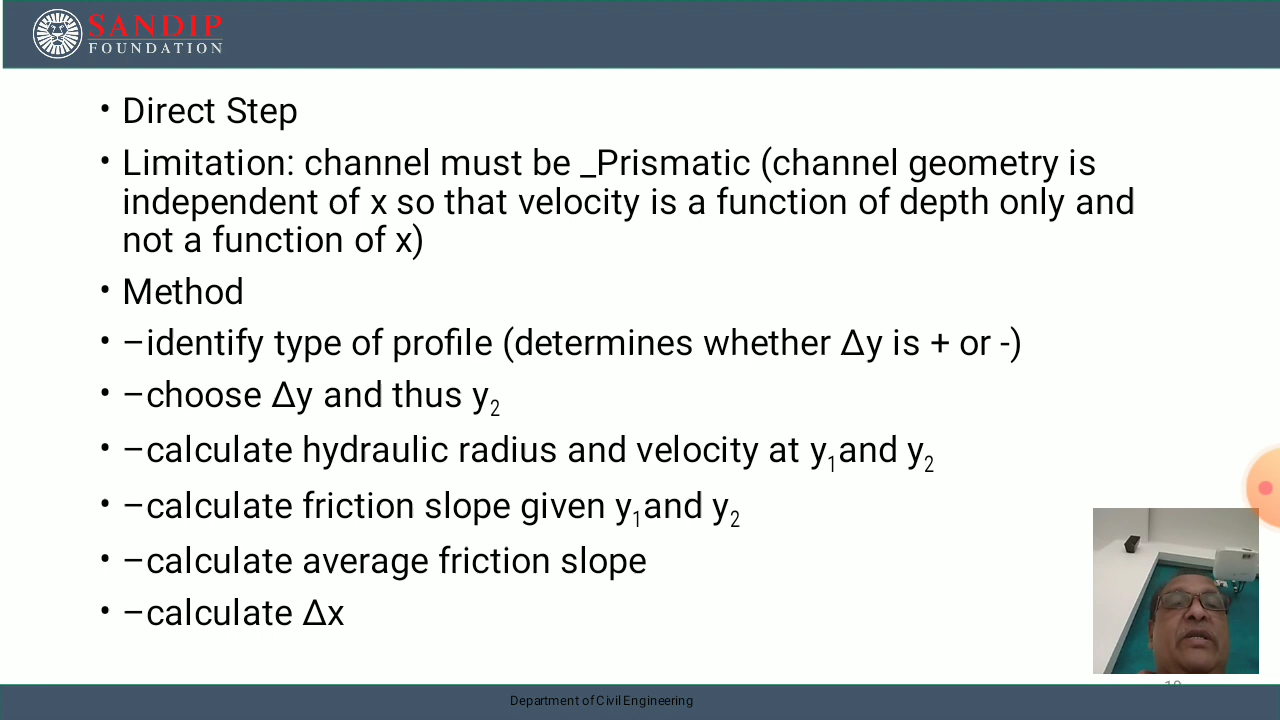 SANDIP
FOUNDATION
• Direct Step
• Limitation: channel must be _Prismatic (channel geometry is
independent of x so that velocity is a function of depth only and
not a function of x)
• Method
• –identify type of profile (determines whether Δy is + or -)
• –choose Δy and thus y₂
• –calculate hydraulic radius and velocity at y₁and y₂
• –calculate friction slope given y₁and y₂
• –calculate average friction slope
• –calculate Δx
Department of Civil Engineering